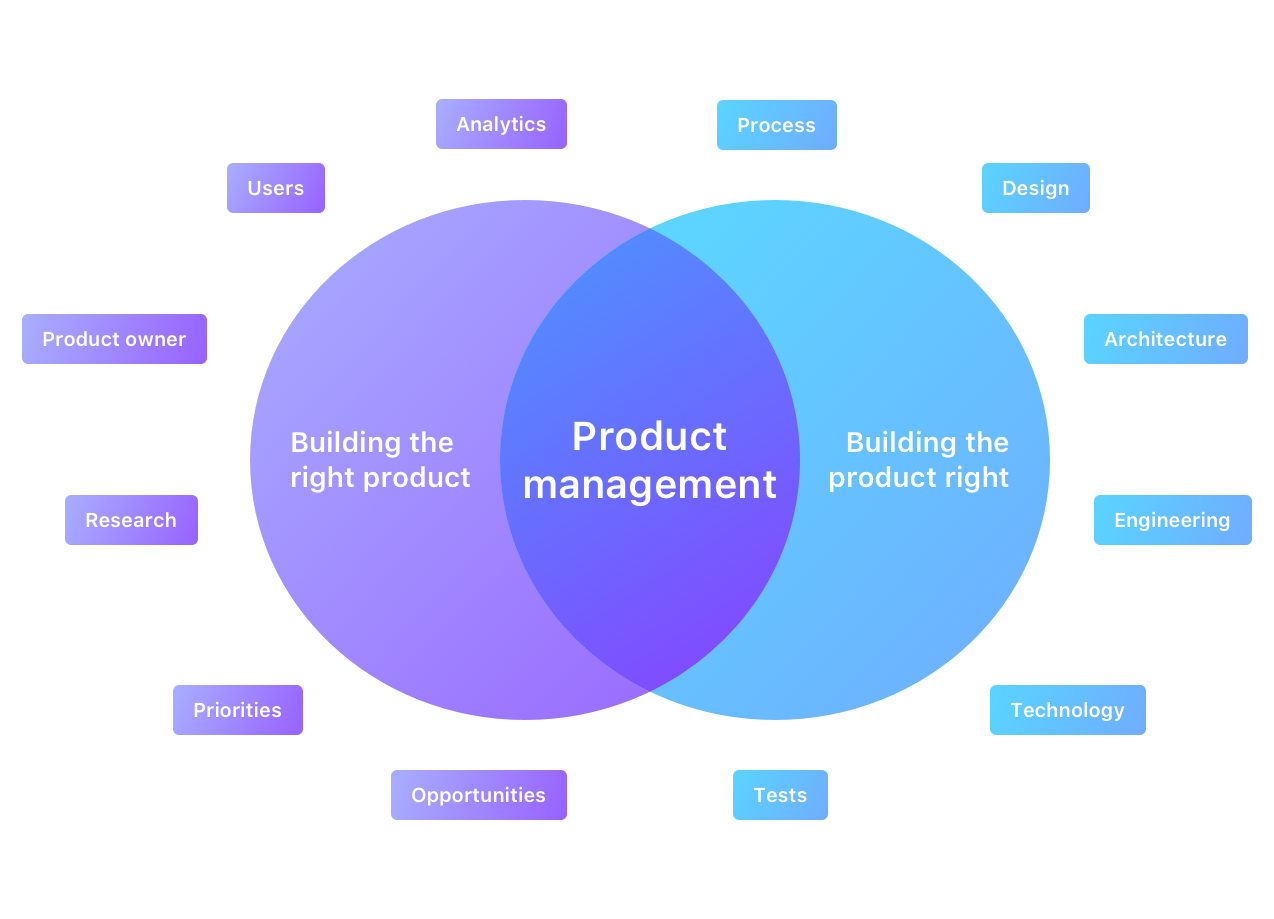 Analytics
Process
Users
Design
Product owner
Architecture
Building the
right product
Product
management
Building the
product right
Research
Engineering
Priorities
Technology
Opportunities
Tests